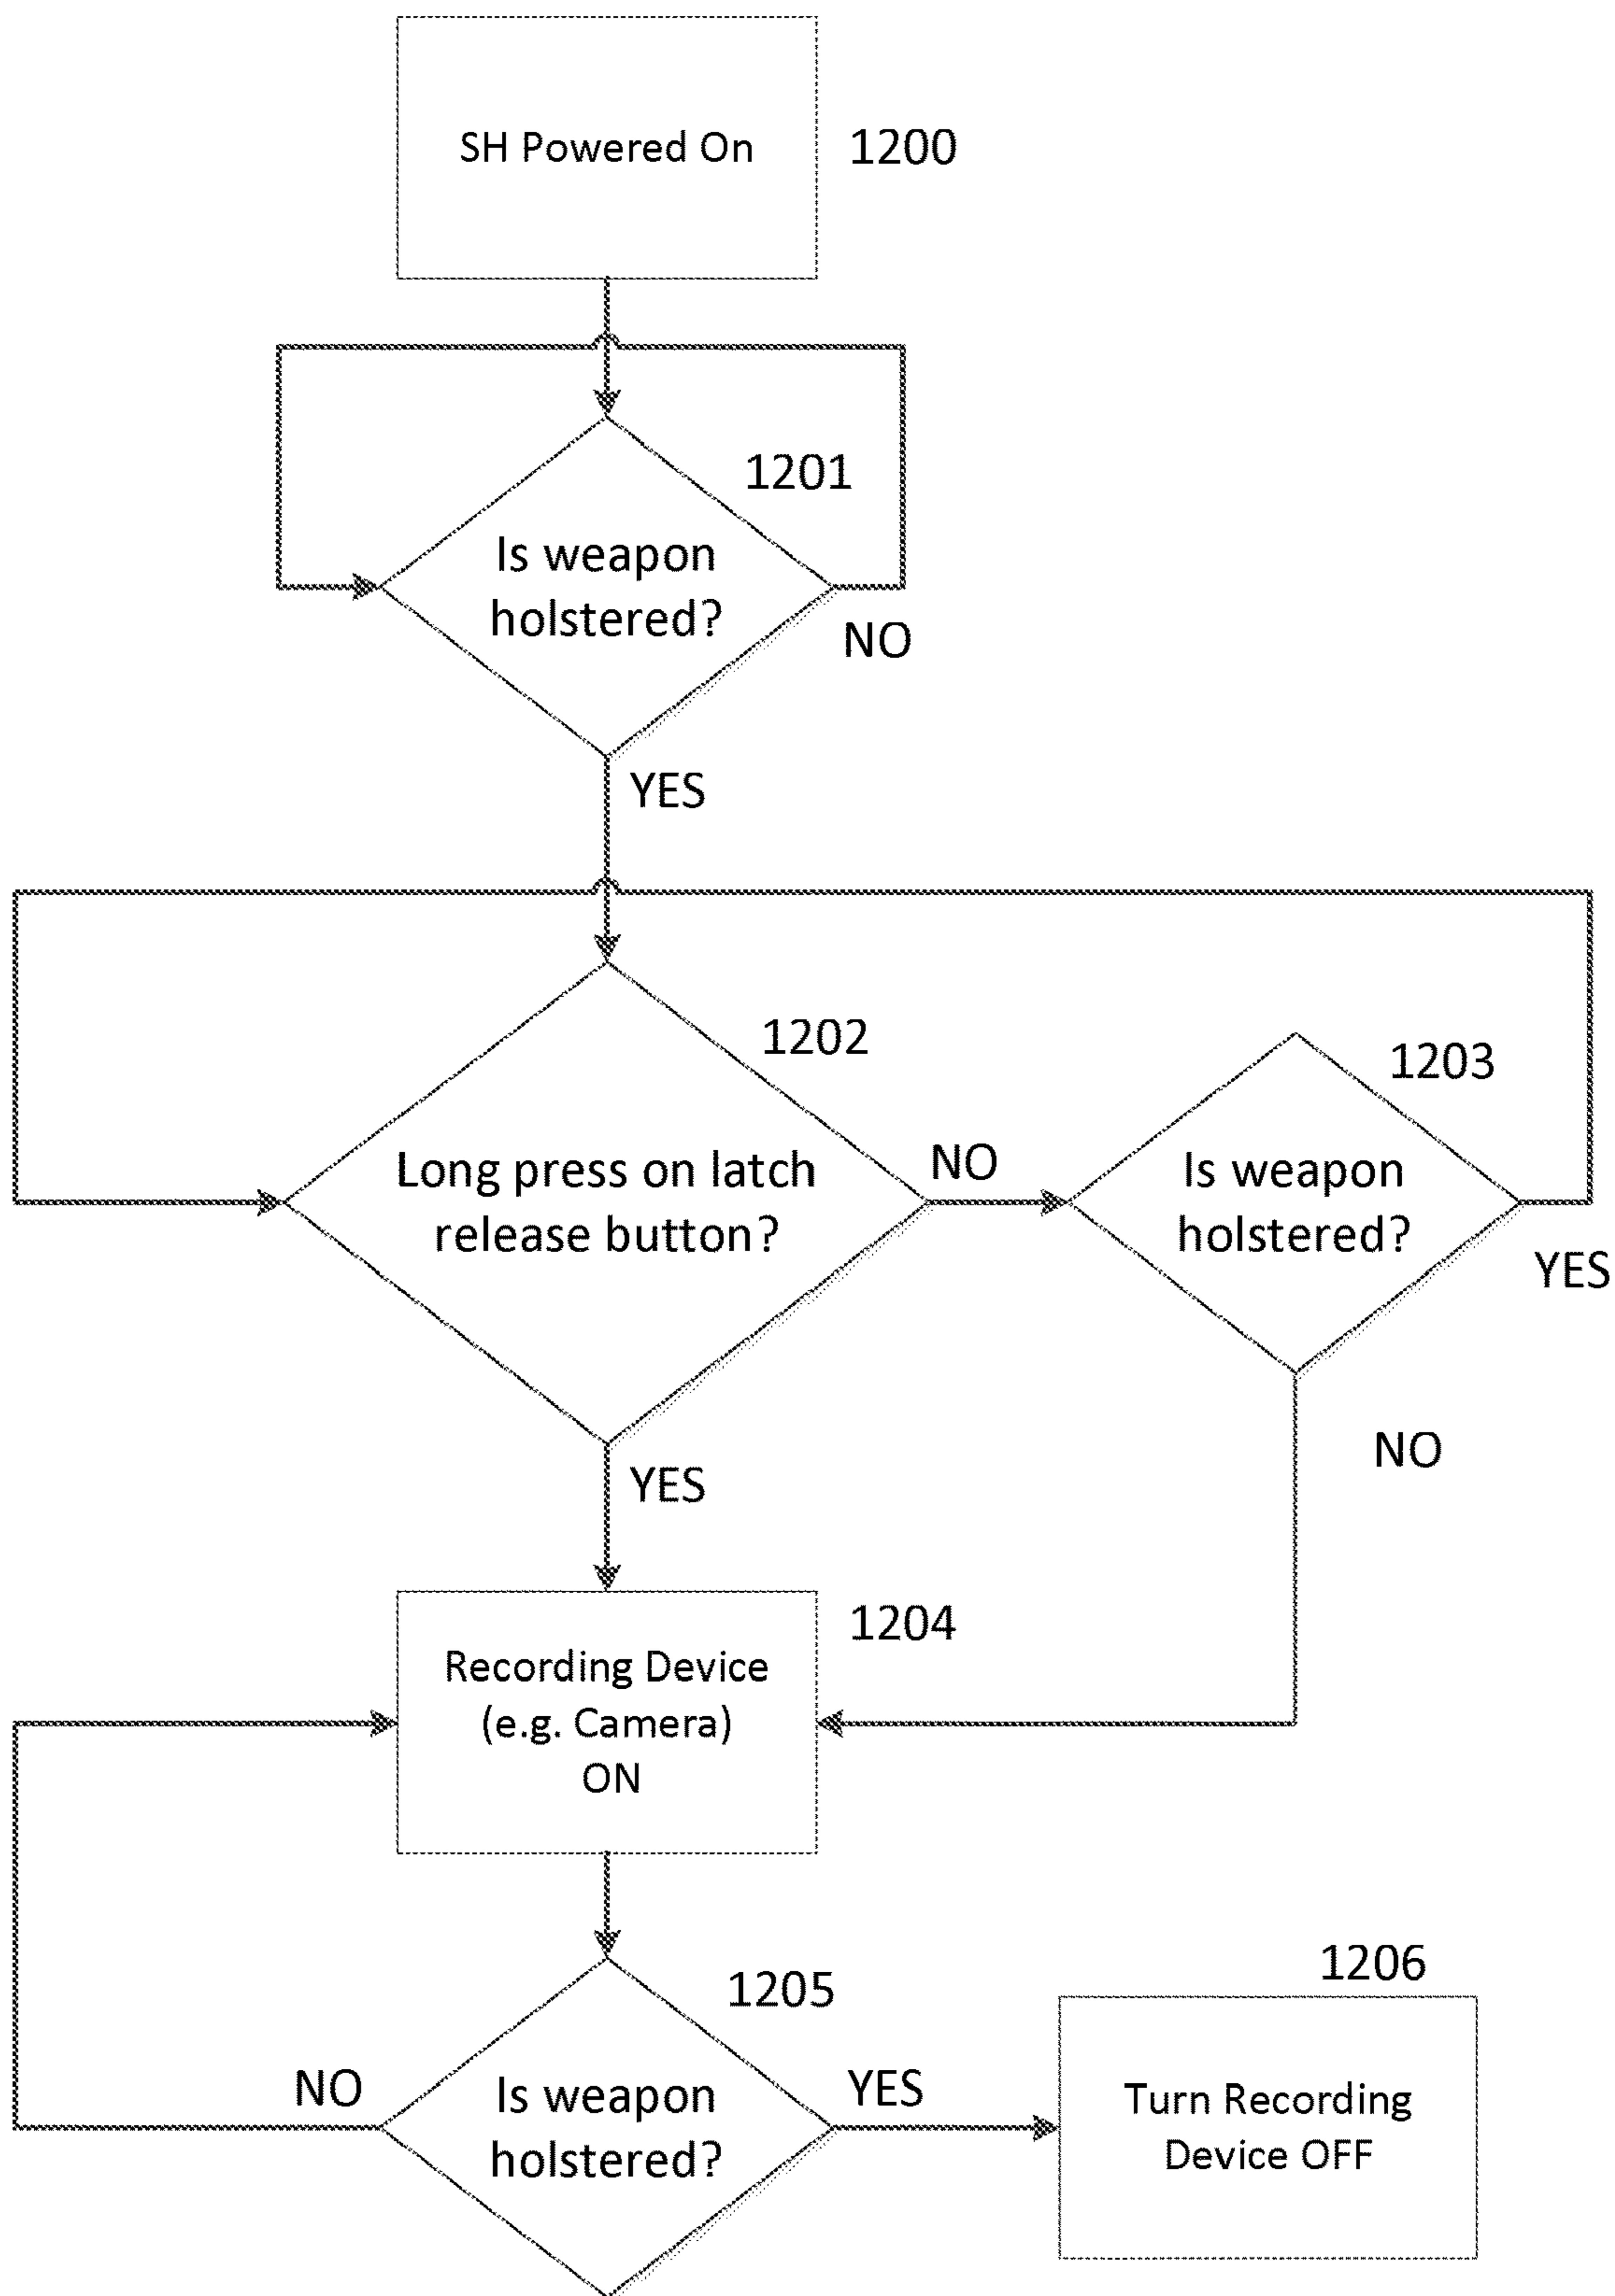 SH Powered On
1200
1201
Is weapon
holstered?
NO
YES
1202
1203
Long press on latch
release button?
NO
Is weapon
holstered?
YES
NO
YES
1204
Recording Device
(e.g. Camera)
ON
1205
1206
NO
Is weapon
holstered?
YES
Turn Recording
Device OFF